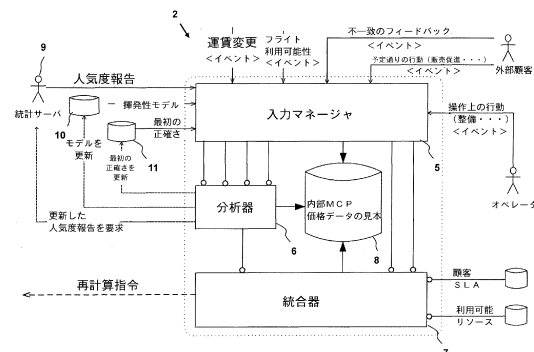 2
不一致のフィードバック
<イベント>
運賃変更
<イベント>
フライト
利用可能性
<イベント>
予定通りの行動(販売促進・・・)
<イベント>
外部顧客
9
人気度報告
統計サーバ
揮発性モデル
10
入力マネージャ
操作上の行動
(整備・・・)
<イベント>
最初の
正確さ
11
5
モデルを
更新
最初の
正確さを
更新
オペレータ
分析器
内部MCP
価格データの見本
更新した
人気度報告を要求
6
8
顧客
SLA
再計算指令
統合器
利用可能
リソース
7